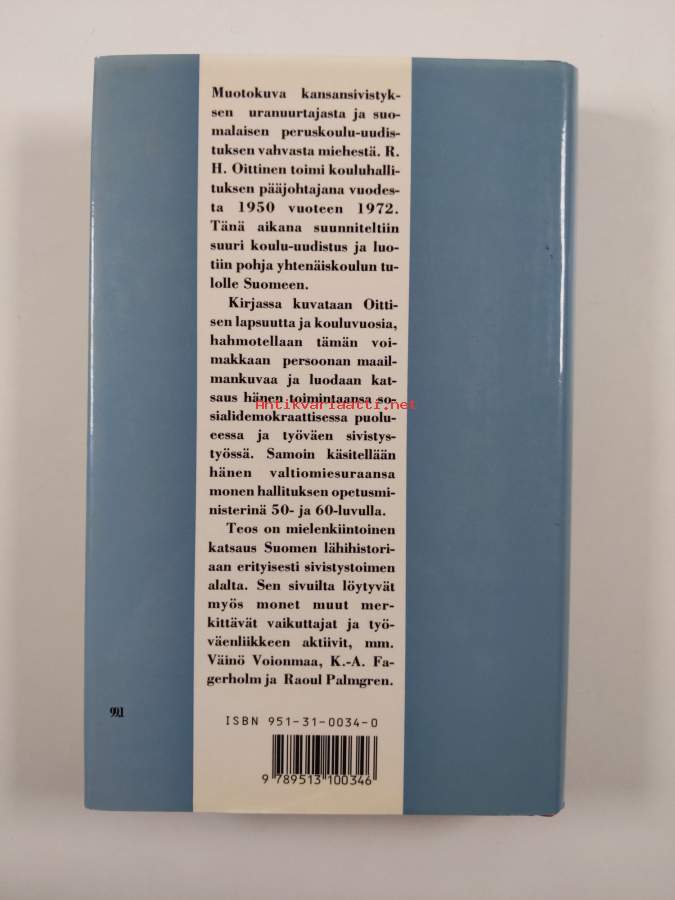 Muotokuva kansansivistyk-
sen uranuurtajasta ja suo-
malaisen peruskoulu-uudis-
tuksen vahvasta miehestä. R.
H. Oittinen toimi kouluhalli-
tuksen pääjohtajana vuodes-
ta 1950 vuoteen 1972.
Tänä aikana suunniteltiin
suuri koulu-uudistus ja luo-
tiin pohja yhtenäiskoulun tu-
lolle Suomeen.
Kirjassa kuvataan Oitti-
sen lapsuutta ja kouluvuosia,
hahmotellaan tämän voi-
makkaan persoonan maail-
mankuvaa ja luodaan kat-
saus hänen toimintaansa so-
Antikvariaatti.net
sialidemokraattisessa puolu-
eessa ja työväen sivistys-
työssä. Samoin käsitellään
hänen valtiomiesuraansa
monen hallituksen opetusmi-
nisterinä 50- ja 60-luvulla.
Teos on mielenkiintoinen
katsaus Suomen lähihistori-
aan erityisesti sivistystoimen
alalta. Sen sivuilta löytyvät
myös monet muut mer-
kittävät vaikuttajat ja työ-
väenliikkeen aktiivit, mm.
Väinö Voionmaa, K.-A. Fa-
gerholm ja Raoul Palmgren.
99.1
ISBN 951-31-0034-0
9 789513 100346